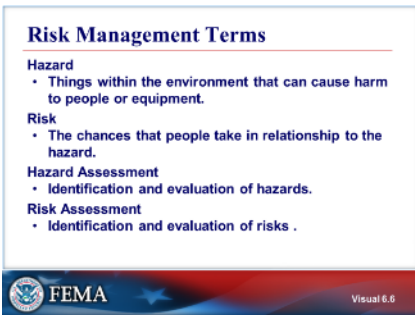 Risk Management Terms
Hazard
• Things within the environment that can cause harm
to people or equipment.
Risk
• The chances that people take in relationship to the
hazard.
Hazard Assessment
• Identification and evaluation of hazards.
Risk Assessment
• Identification and evaluation of risks .
FEMA
Visual 6.6